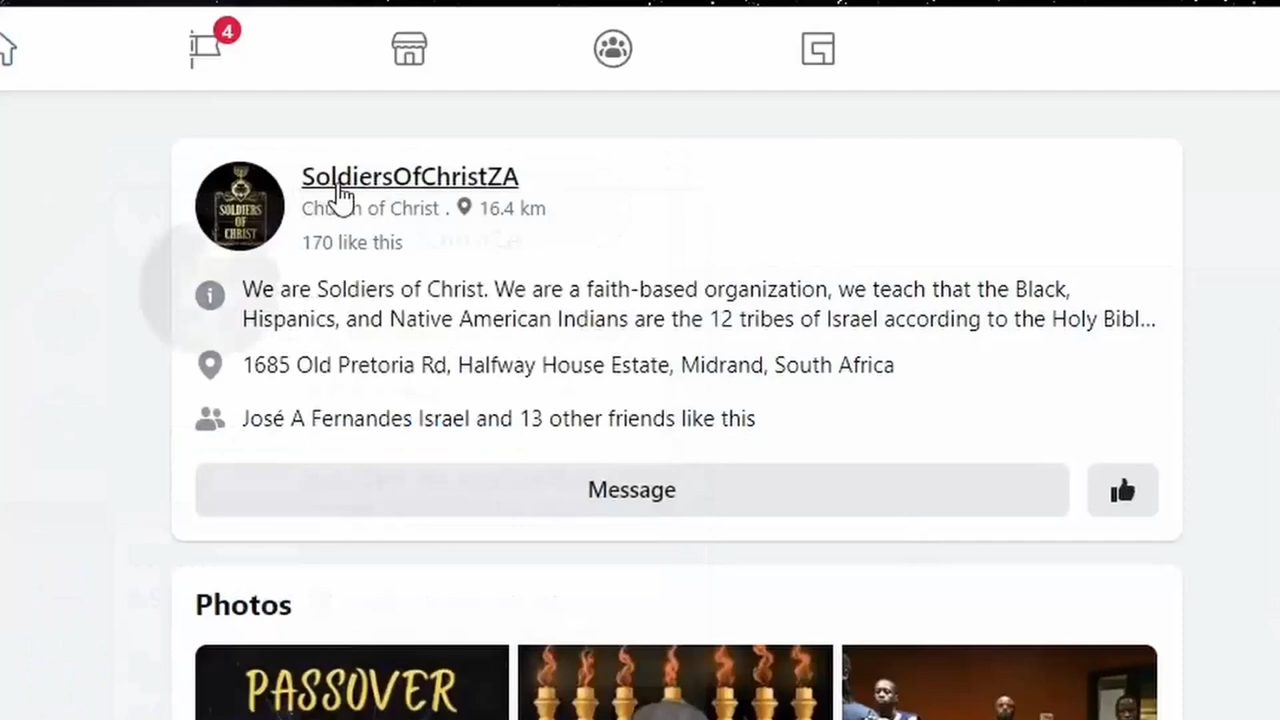 4
SoldiersOfChristZA
of Christ . 16.4 km
170 like this
SOLDIERS
OF
CHRIST
We are Soldiers of Christ. We are a faith-based organization, we teach that the Black,
Hispanics, and Native American Indians are the 12 tribes of Israel according to the Holy Bibl...
1685 Old Pretoria Rd, Halfway House Estate, Midrand, South Africa
José A Fernandes Israel and 13 other friends like this
Message
Photos
PASSOVER